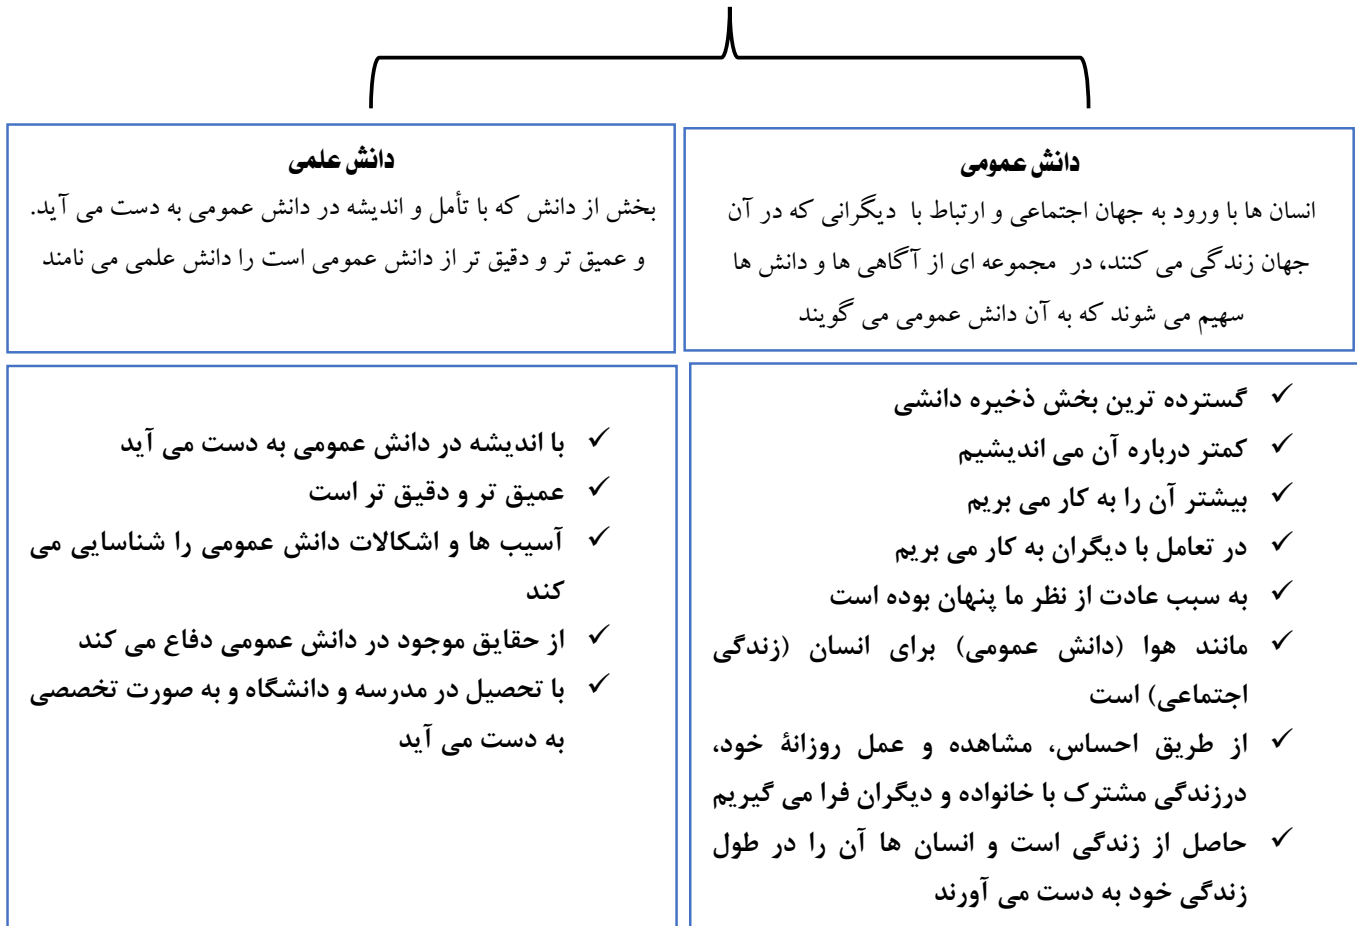 دانش عمومی
انسان ها با ورود به جهان اجتماعی و ارتباط با دیگرانی که در آن
جهان زندگی می کنند، در مجموعه ای از آگاهی ها و دانش ها
سهیم می شوند که به آن دانش عمومی می گویند
دانش علمی
بخش از دانش که با تأمل و اندیشه در دانش عمومی به دست می آید.
و عمیق تر و دقیق تر از دانش عمومی است را دانش علمی می نامند
✓ گسترده ترین بخش ذخیره دانشی
✓ کمتر درباره آن می اندیشیم
✓ بیشتر آن را به کار می بریم
✓ در تعامل با دیگران به کار می بریم
✓ به سبب عادت از نظر ما پنهان بوده است
✓ مانند هوا (دانش عمومی) برای انسان (زندگی
اجتماعی) است
✓ از طریق احساس، مشاهده و عمل روزانهٔ خود،
درزندگی مشترک با خانواده و دیگران فرا می گیریم
✓ حاصل از زندگی است و انسان ها آن را در طول
زندگی خود به دست می آورند
✓ با اندیشه در دانش عمومی به دست می آید
✓ عمیق تر و دقیق تر است
✓ آسیب ها و اشکالات دانش عمومی را شناسایی می
کند
✓ از حقایق موجود در دانش عمومی دفاع می کند
✓ با تحصیل در مدرسه و دانشگاه و به صورت تخصصی
به دست می آید